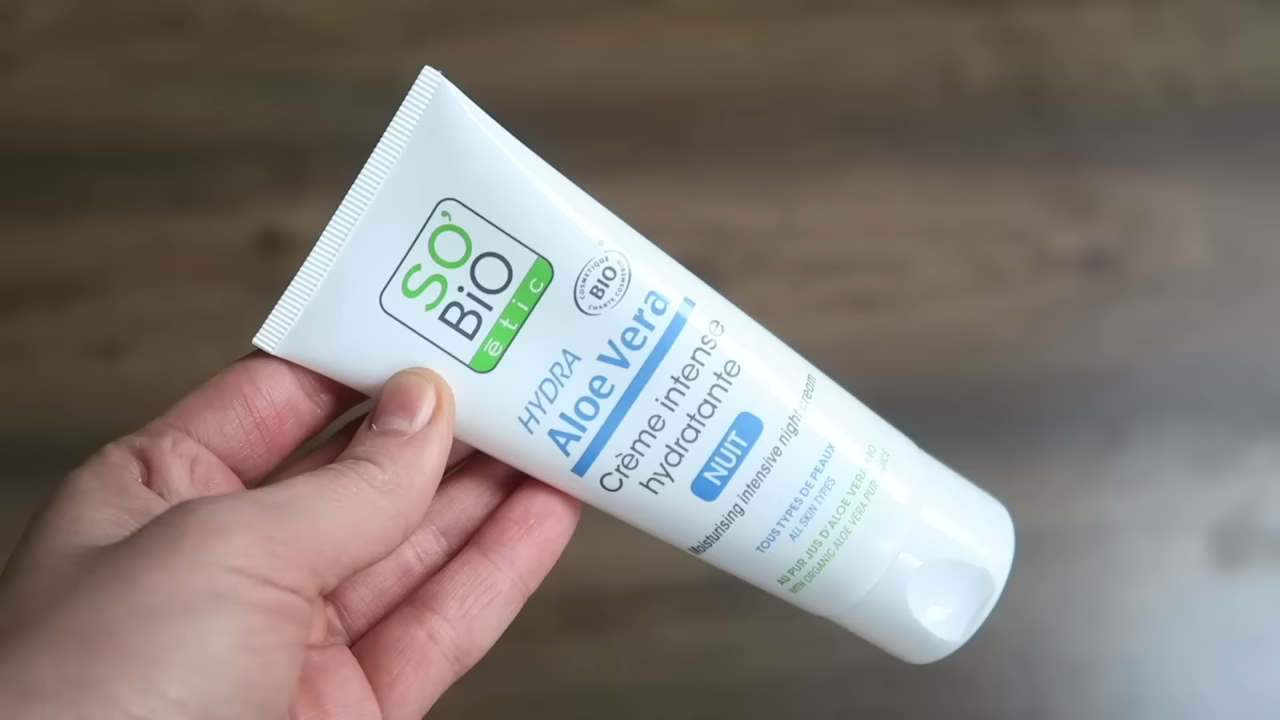 SO'
BiO
étic
COSMETIQUE
BIO
CHARTE COSMEBIO
HYDRA
Aloe Vera
Crème intense
hydratante
NUIT
Moisturising intensive night cream
TOUS TYPES DE PEAUX
ALL SKIN TYPES
AU PUR JUS D'ALOE VERA BIO
WITH ORGANIC ALOE VERA PUR JUICE